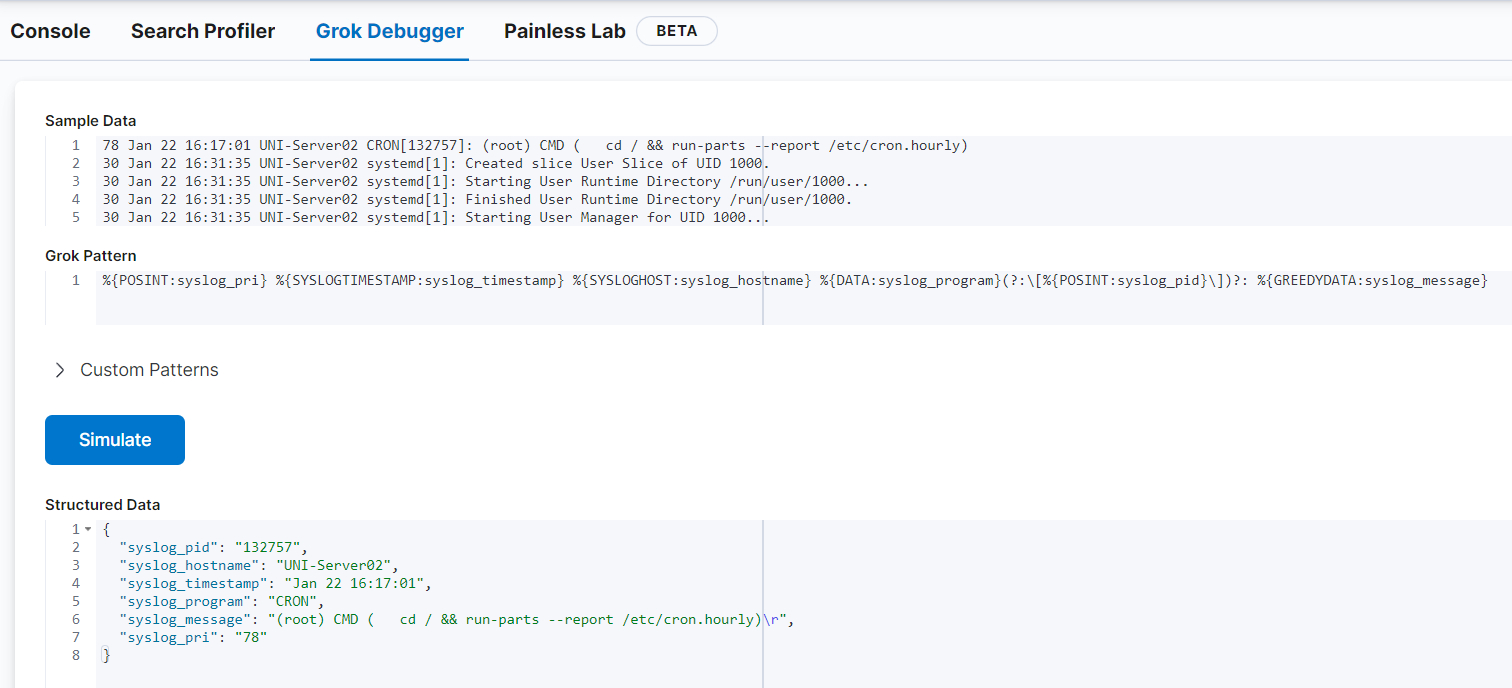 Console Search Profiler Grok Debugger Painless Lab BETA
Sample Data
1 78 Jan 22 16:17:01 UNI-Server02 CRON[132757]: (root) CMD (   cd / && run-parts --report /etc/cron.hourly)
2 30 Jan 22 16:31:35 UNI-Server02 systemd[1]: Created slice User Slice of UID 1000.
3 30 Jan 22 16:31:35 UNI-Server02 systemd[1]: Starting User Runtime Directory /run/user/1000...
4 30 Jan 22 16:31:35 UNI-Server02 systemd[1]: Finished User Runtime Directory /run/user/1000.
5 30 Jan 22 16:31:35 UNI-Server02 systemd[1]: Starting User Manager for UID 1000...
Grok Pattern
1 %{POSINT:syslog_pri} %{SYSLOGTIMESTAMP:syslog_timestamp} %{SYSLOGHOST:syslog_hostname} %{DATA:syslog_program}(?:\[%{POSINT:syslog_pid}\])?: %{GREEDYDATA:syslog_message}
Custom Patterns
Simulate
Structured Data
1 {
2   "syslog_pid": "132757",
3   "syslog_hostname": "UNI-Server02",
4   "syslog_timestamp": "Jan 22 16:17:01",
5   "syslog_program": "CRON",
6   "syslog_message": "(root) CMD (   cd / && run-parts --report /etc/cron.hourly)\r",
7   "syslog_pri": "78"
8 }